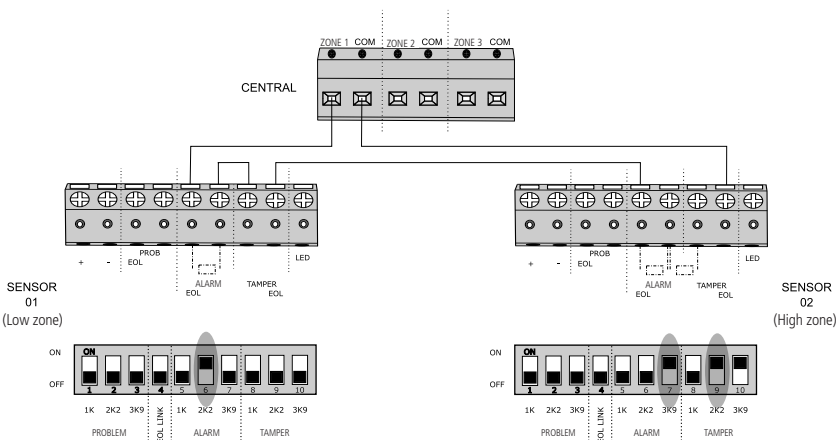 ZONE 1 COM ZONE 2 COM ZONE 3 COM
CENTRAL
+ - EOL PROB EOL ALARM TAMPER EOL LED
+ - EOL PROB EOL ALARM TAMPER EOL LED
SENSOR
01
(Low zone)
SENSOR
02
(High zone)
ON
OFF
ON
1 2 3 4 5 6 7 8 9 10
1K 2K2 3K9 EOL LINK 1K 2K2 3K9 1K 2K2 3K9
PROBLEM ALARM TAMPER
ON
OFF
ON
1 2 3 4 5 6 7 8 9 10
1K 2K2 3K9 EOL LINK 1K 2K2 3K9 1K 2K2 3K9
PROBLEM ALARM TAMPER